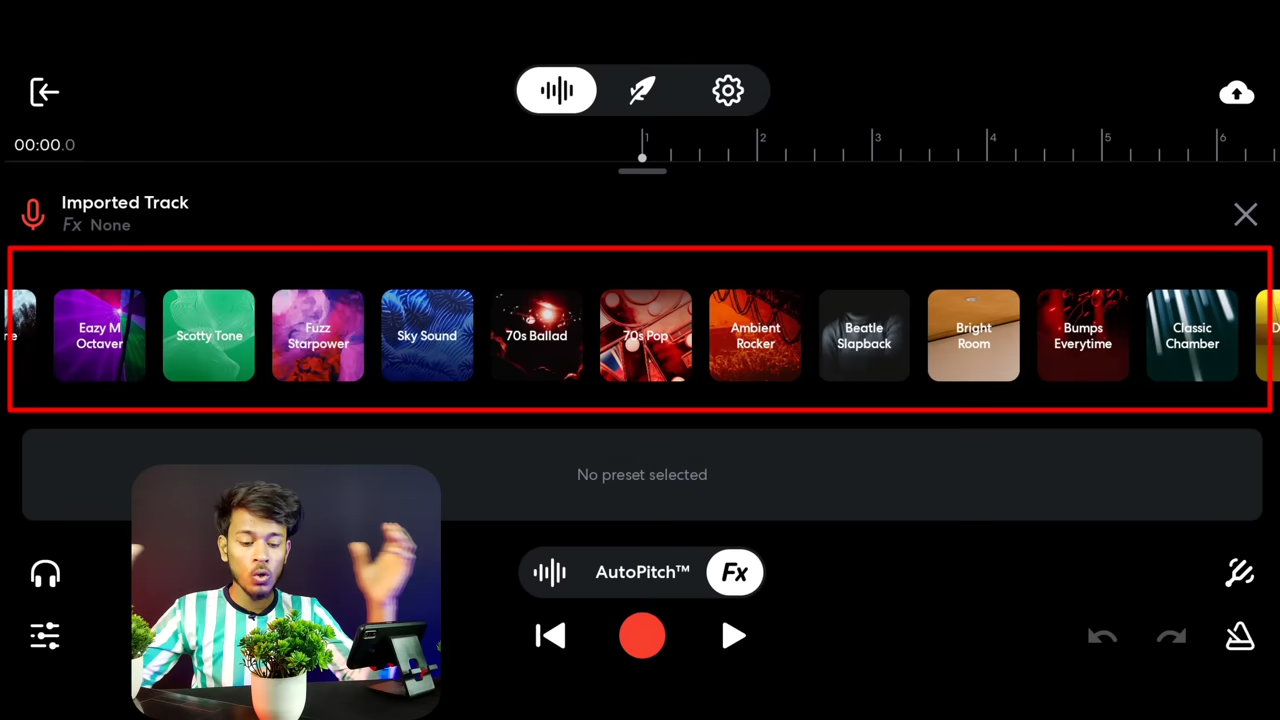 00:00.0
1 2 3 4 5 6
Imported Track
Fx None
re
Eazy M
Octaver
Scotty Tone
Fuzz
Starpower
Sky Sound
70s Ballad
70s Pop
Ambient
Rocker
Beatle
Slapback
Bright
Room
Bumps
Everytime
Classic
Chamber
D
No preset selected
AutoPitch™
Fx